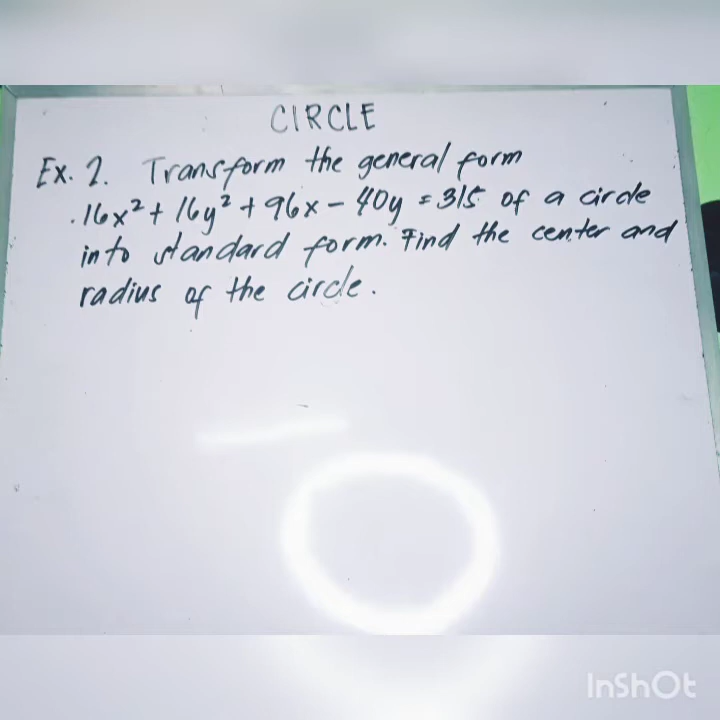 CIRCLE
Ex. 2. Transform the general form
16x² + 16y² + 96x - 40y = 315 of a circle
into standard form. Find the center and
radius of the circle.
InShOt